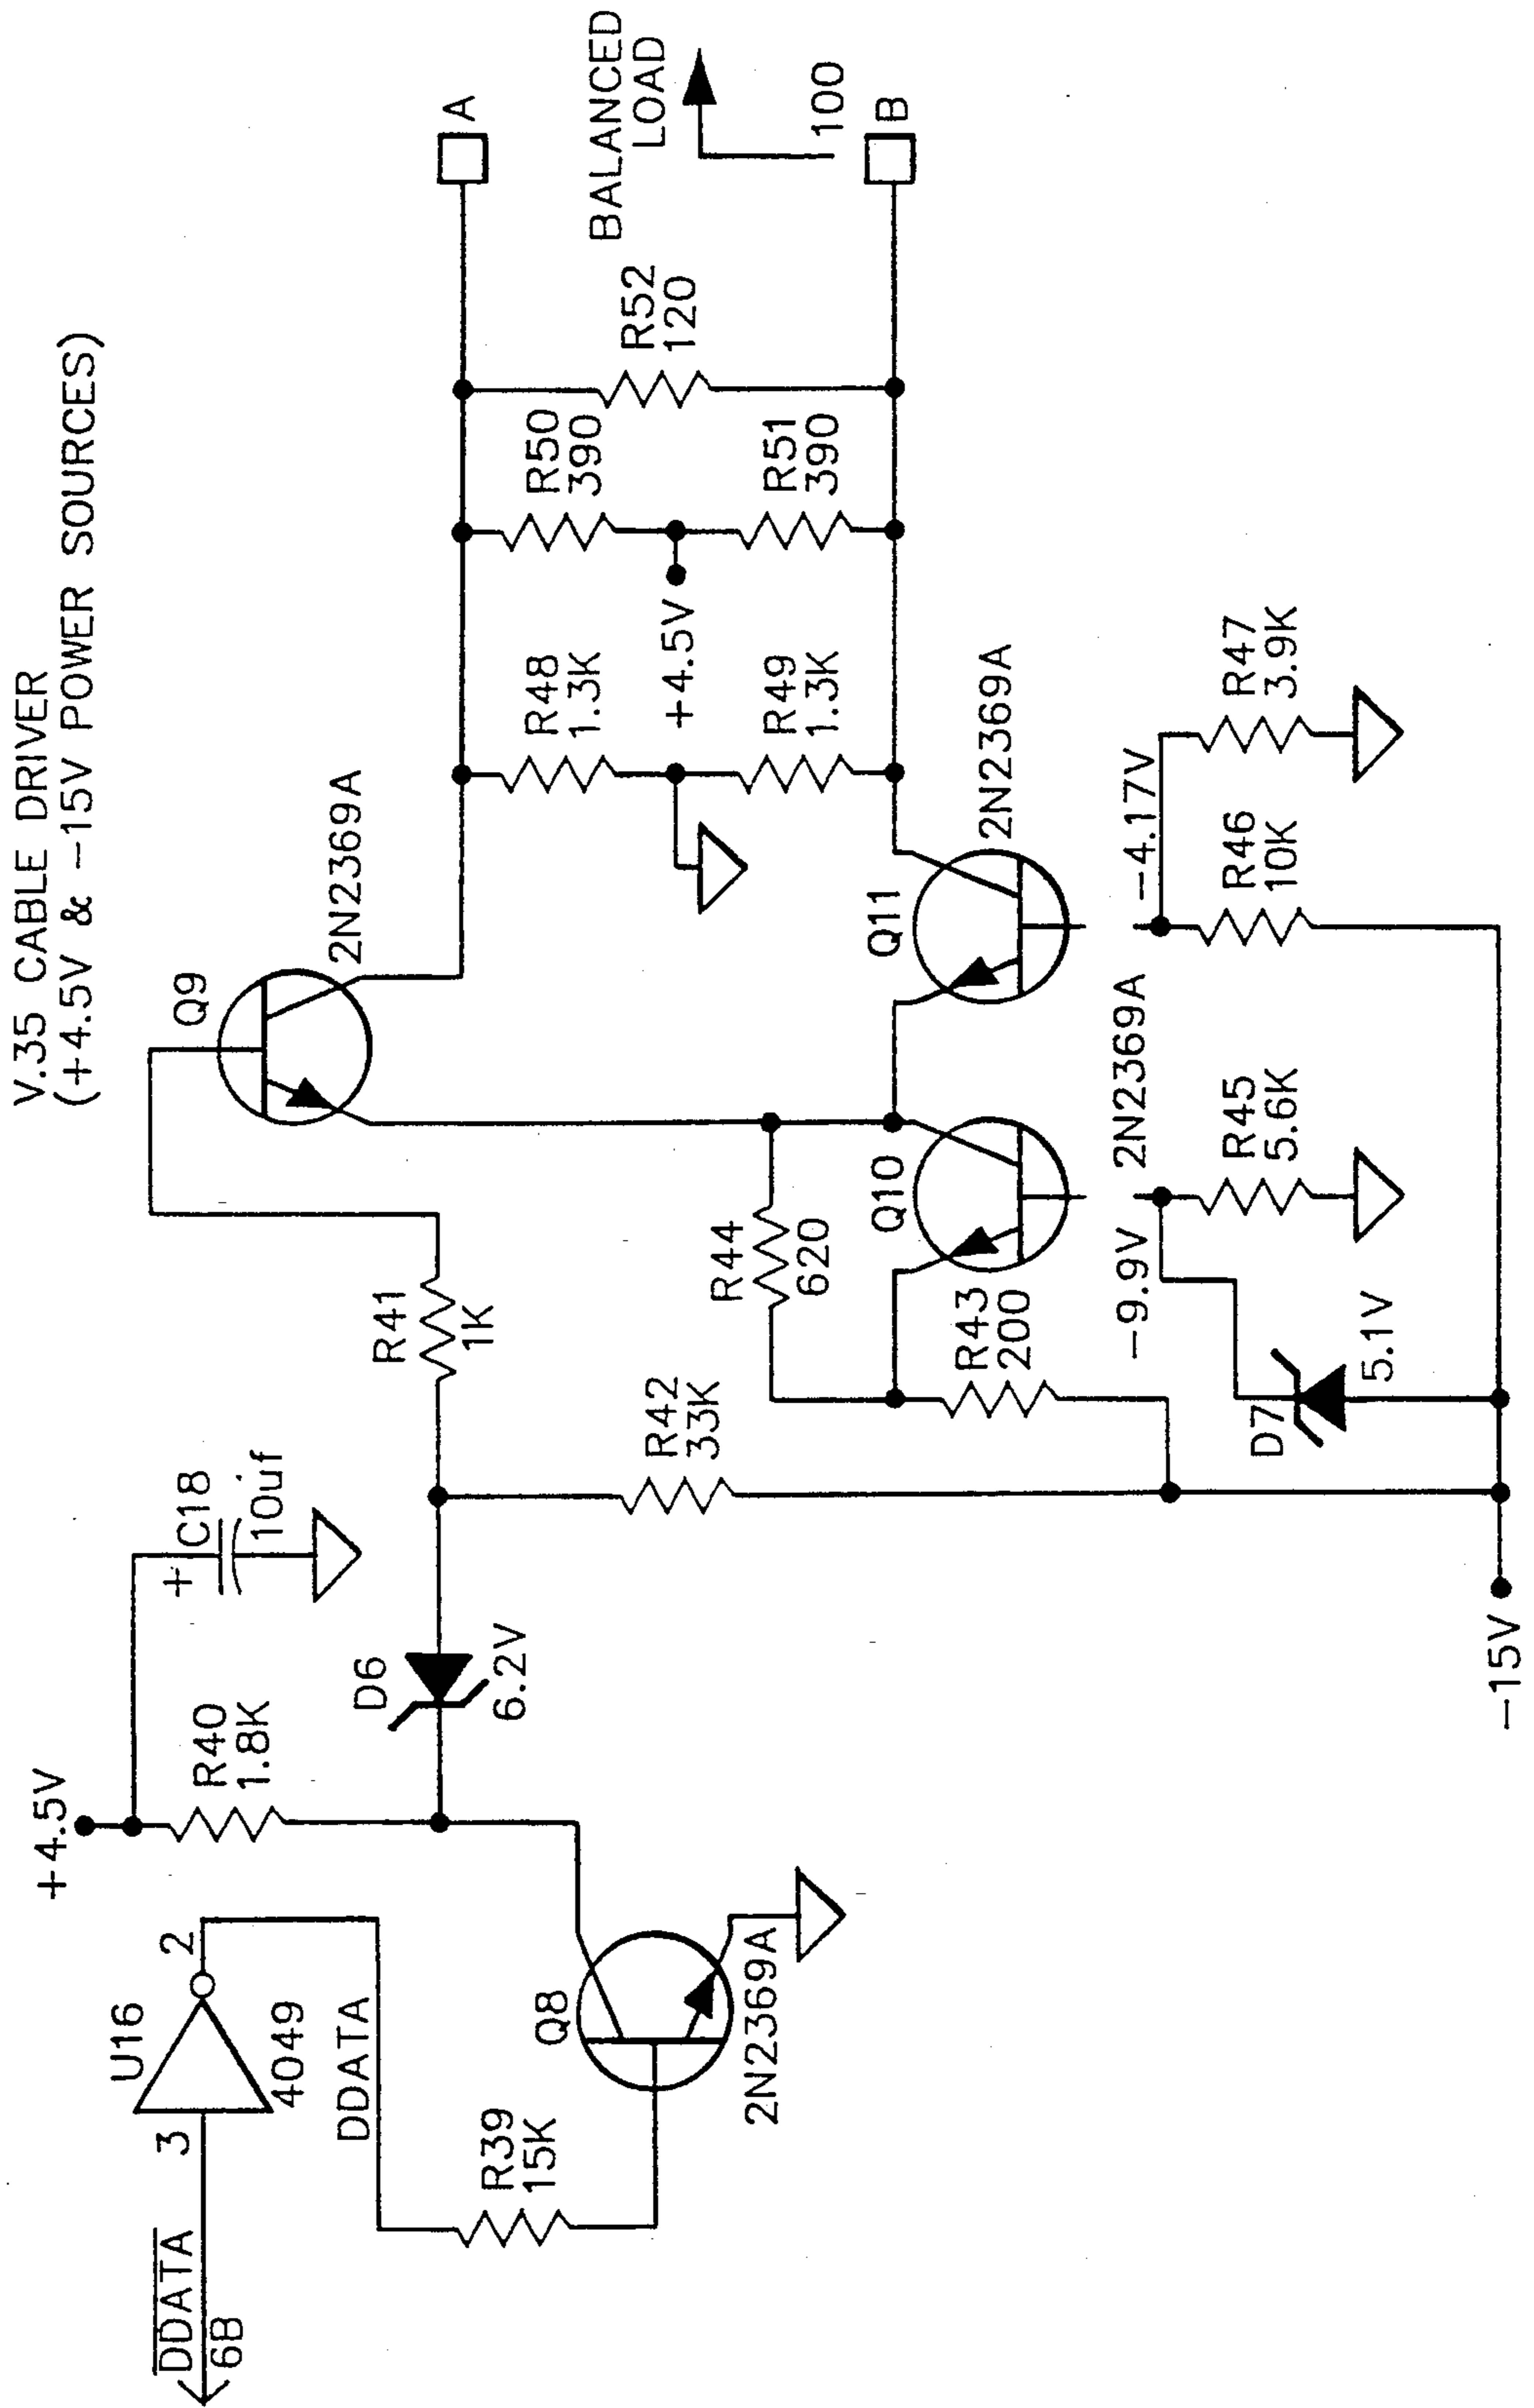 V.35 CABLE DRIVER
(+4.5V & −15V POWER SOURCES)
DDATA
6B
3
U16
4049
2
DDATA
R39
15K
Q8
2N2369A
+4.5V
R40
1.8K
+
C18
10uf
D6
6.2V
R41
1K
R42
33K
Q9
2N2369A
R44
620
R43
200
Q10
2N2369A
−9.9V
R45
5.6K
D7
5.1V
−15V
Q11
2N2369A
−4.17V
R46
10K
R47
3.9K
R48
1.3K
R49
1.3K
+4.5V
R50
390
R51
390
R52
120
A
BALANCED
LOAD
100
B